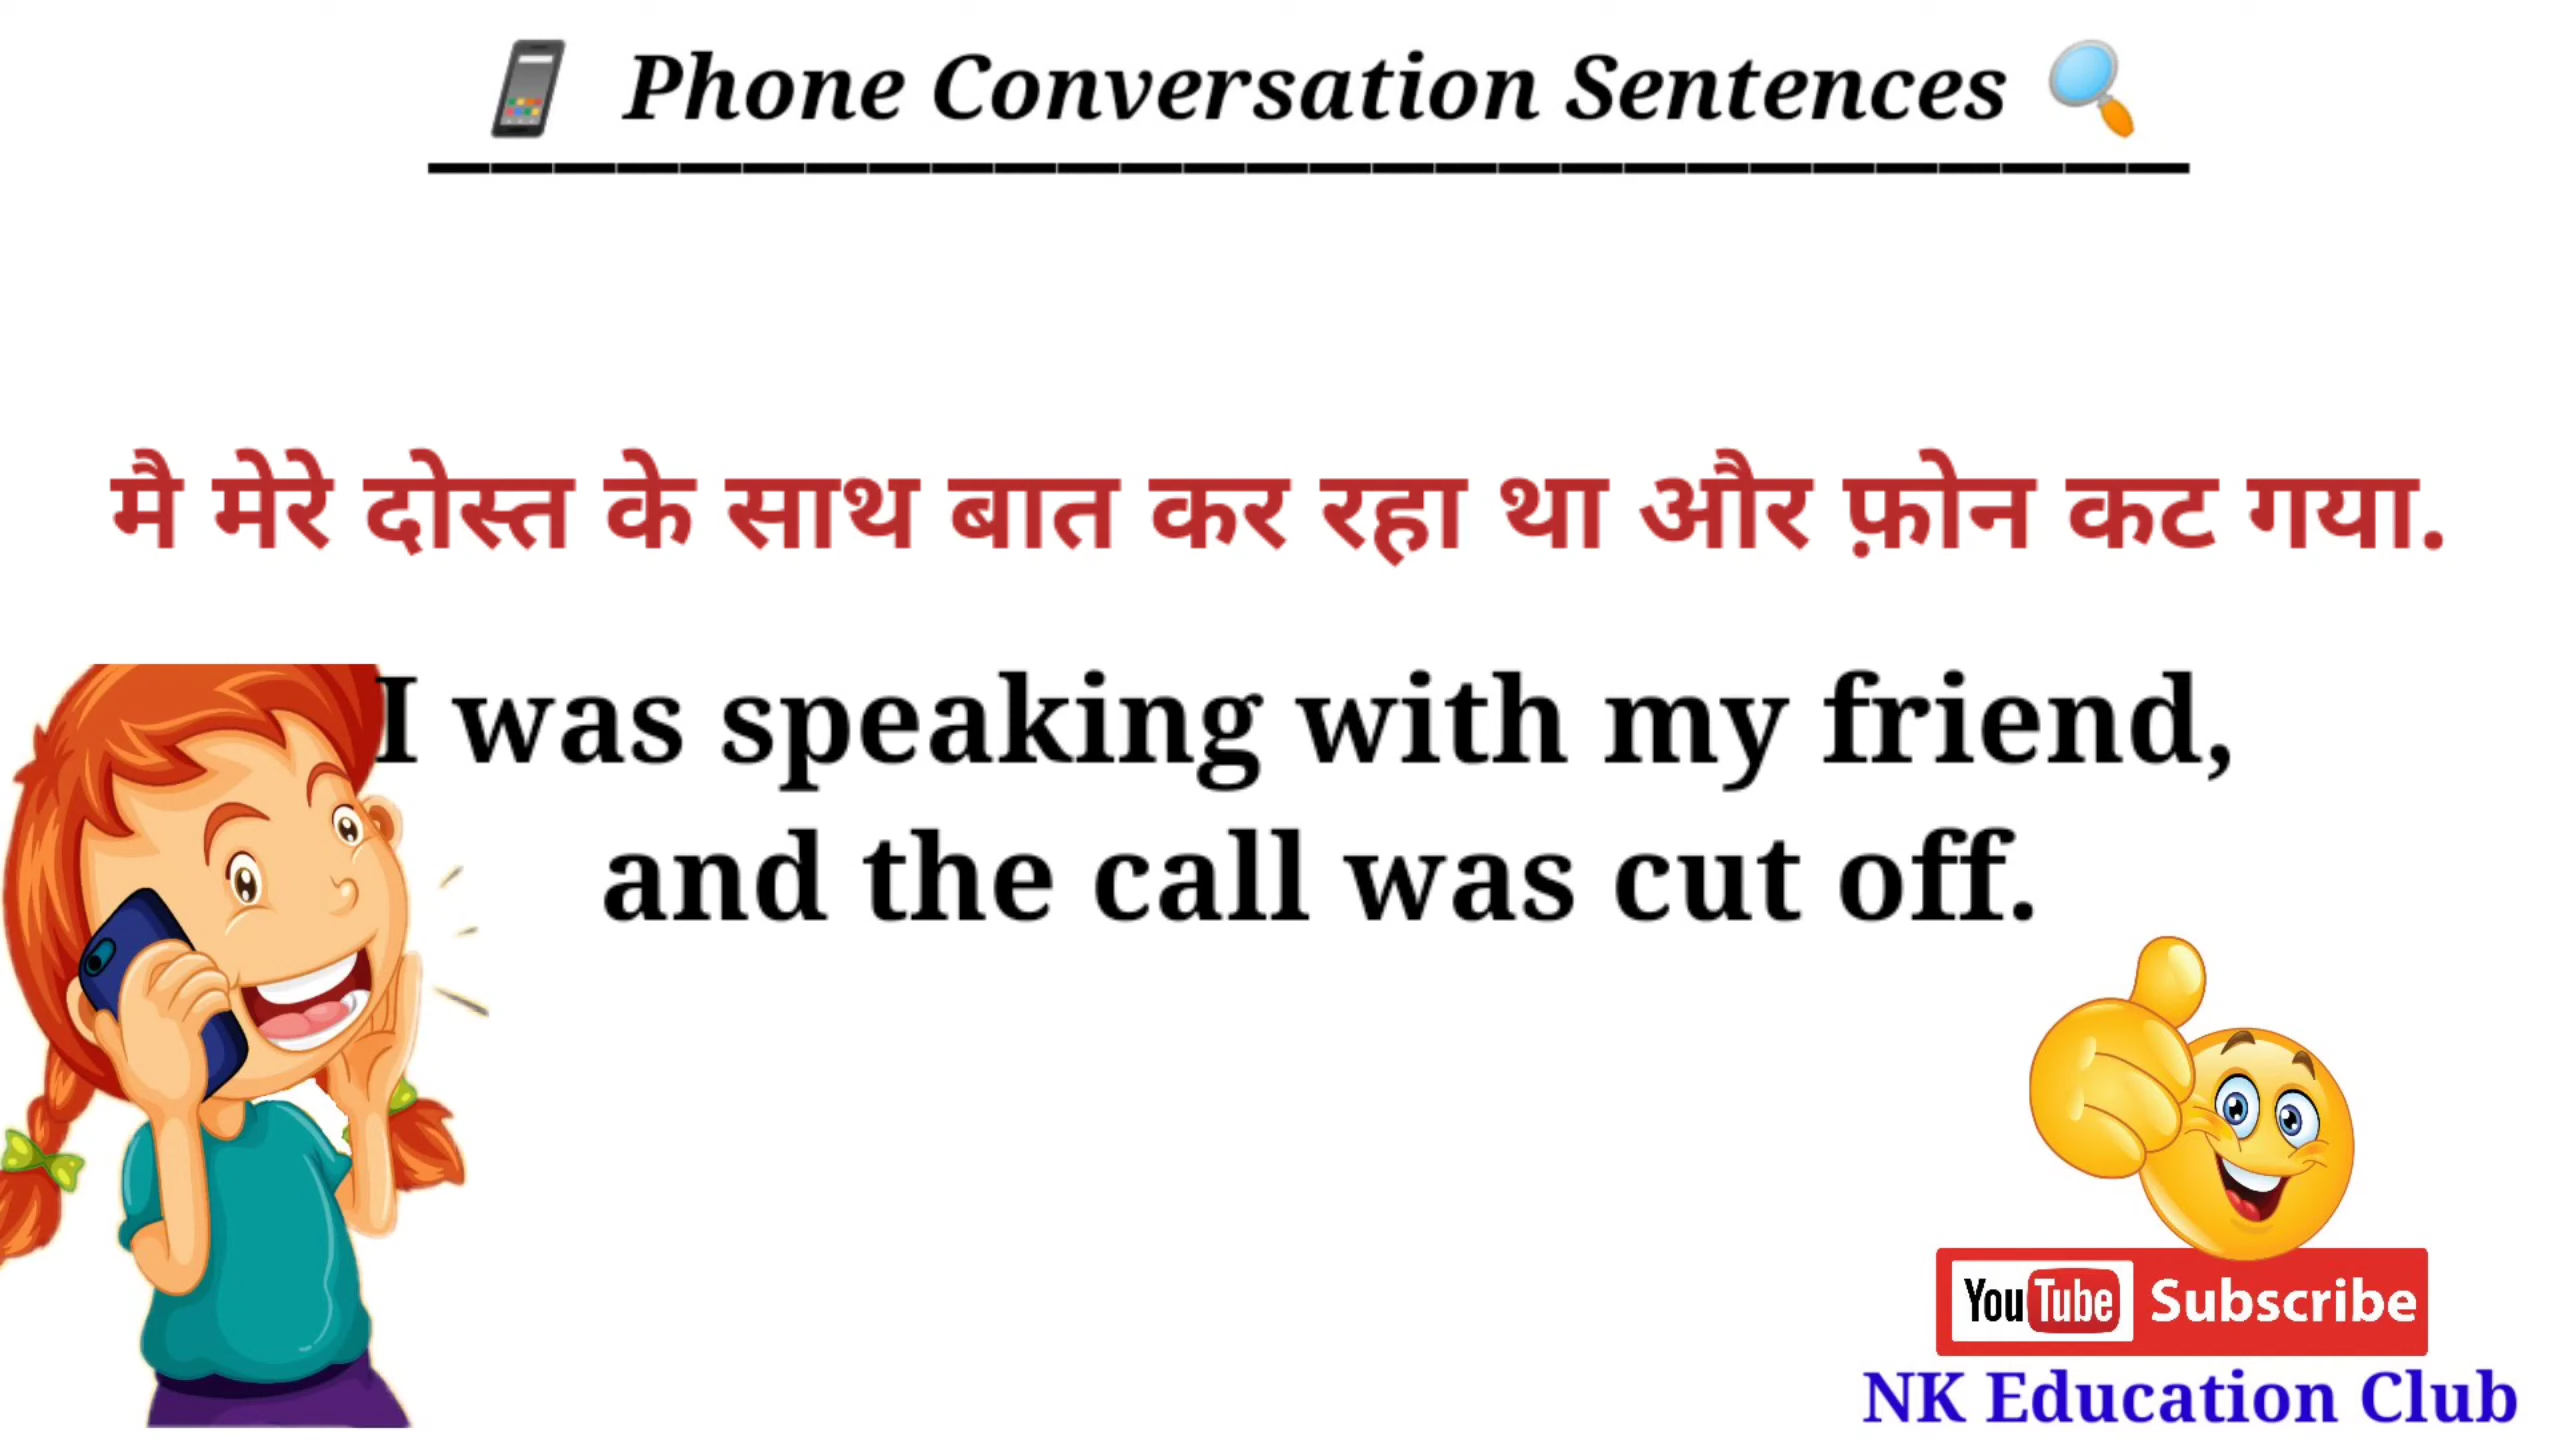 Phone Conversation Sentences
मै मेरे दोस्त के साथ बात कर रहा था और फ़ोन कट गया.
I was speaking with my friend,
and the call was cut off.
YouTube Subscribe
NK Education Club